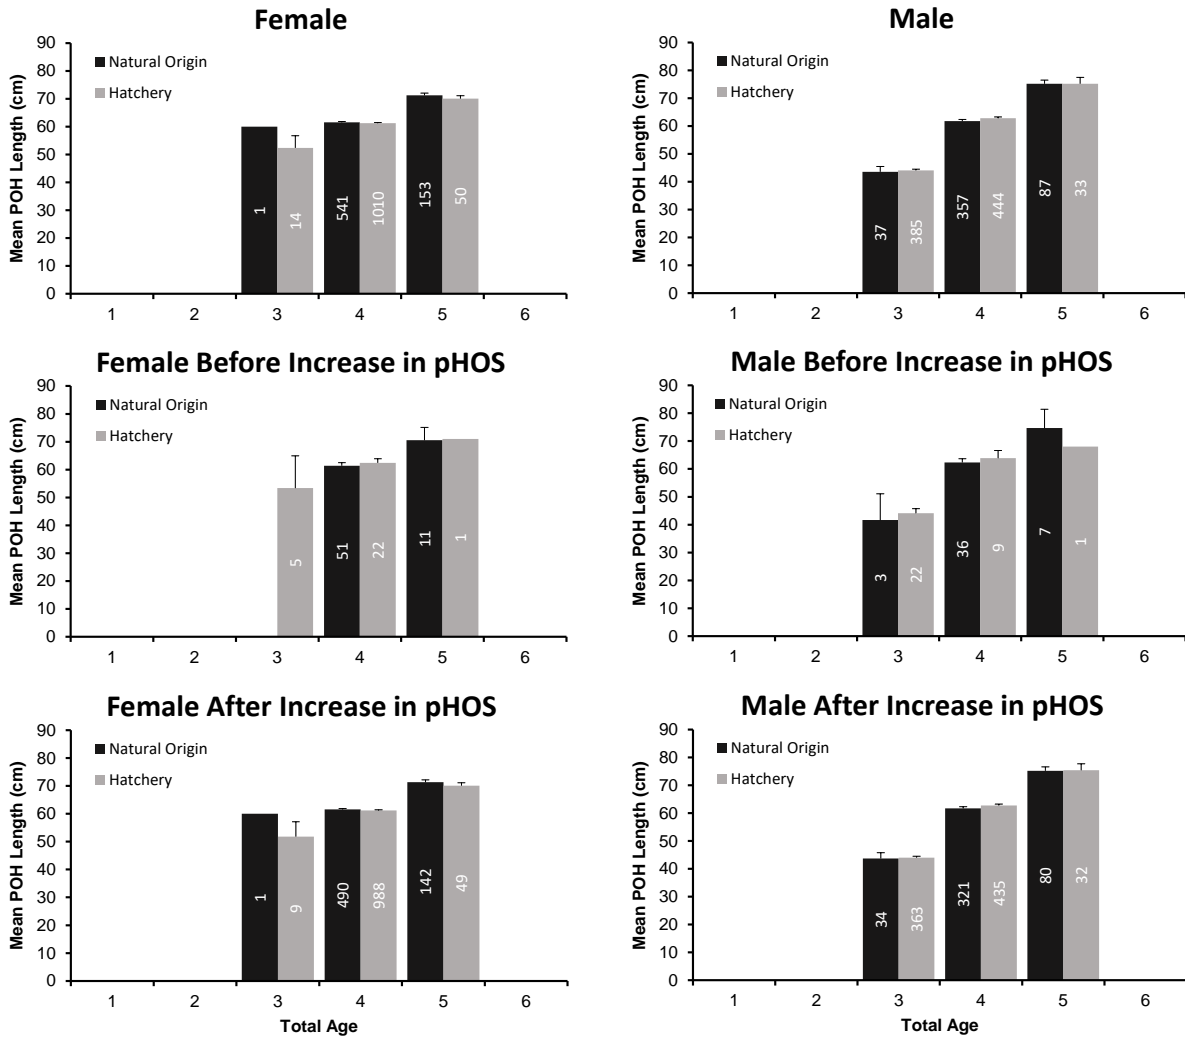 Female
Mean POH Length (cm)
90
80
70
60
50
40
30
20
10
0
Natural Origin
Hatchery
1
14
541
1010
153
50
1 2 3 4 5 6
Male
Mean POH Length (cm)
90
80
70
60
50
40
30
20
10
0
Natural Origin
Hatchery
37
385
357
444
87
33
1 2 3 4 5 6
Female Before Increase in pHOS
Mean POH Length (cm)
90
80
70
60
50
40
30
20
10
0
Natural Origin
Hatchery
5
51
22
11
1
1 2 3 4 5 6
Male Before Increase in pHOS
Mean POH Length (cm)
90
80
70
60
50
40
30
20
10
0
Natural Origin
Hatchery
3
22
36
9
7
1
1 2 3 4 5 6
Female After Increase in pHOS
Mean POH Length (cm)
90
80
70
60
50
40
30
20
10
0
Natural Origin
Hatchery
1
9
490
988
142
49
1 2 3 4 5 6
Total Age
Male After Increase in pHOS
Mean POH Length (cm)
90
80
70
60
50
40
30
20
10
0
Natural Origin
Hatchery
34
363
321
435
80
32
1 2 3 4 5 6
Total Age